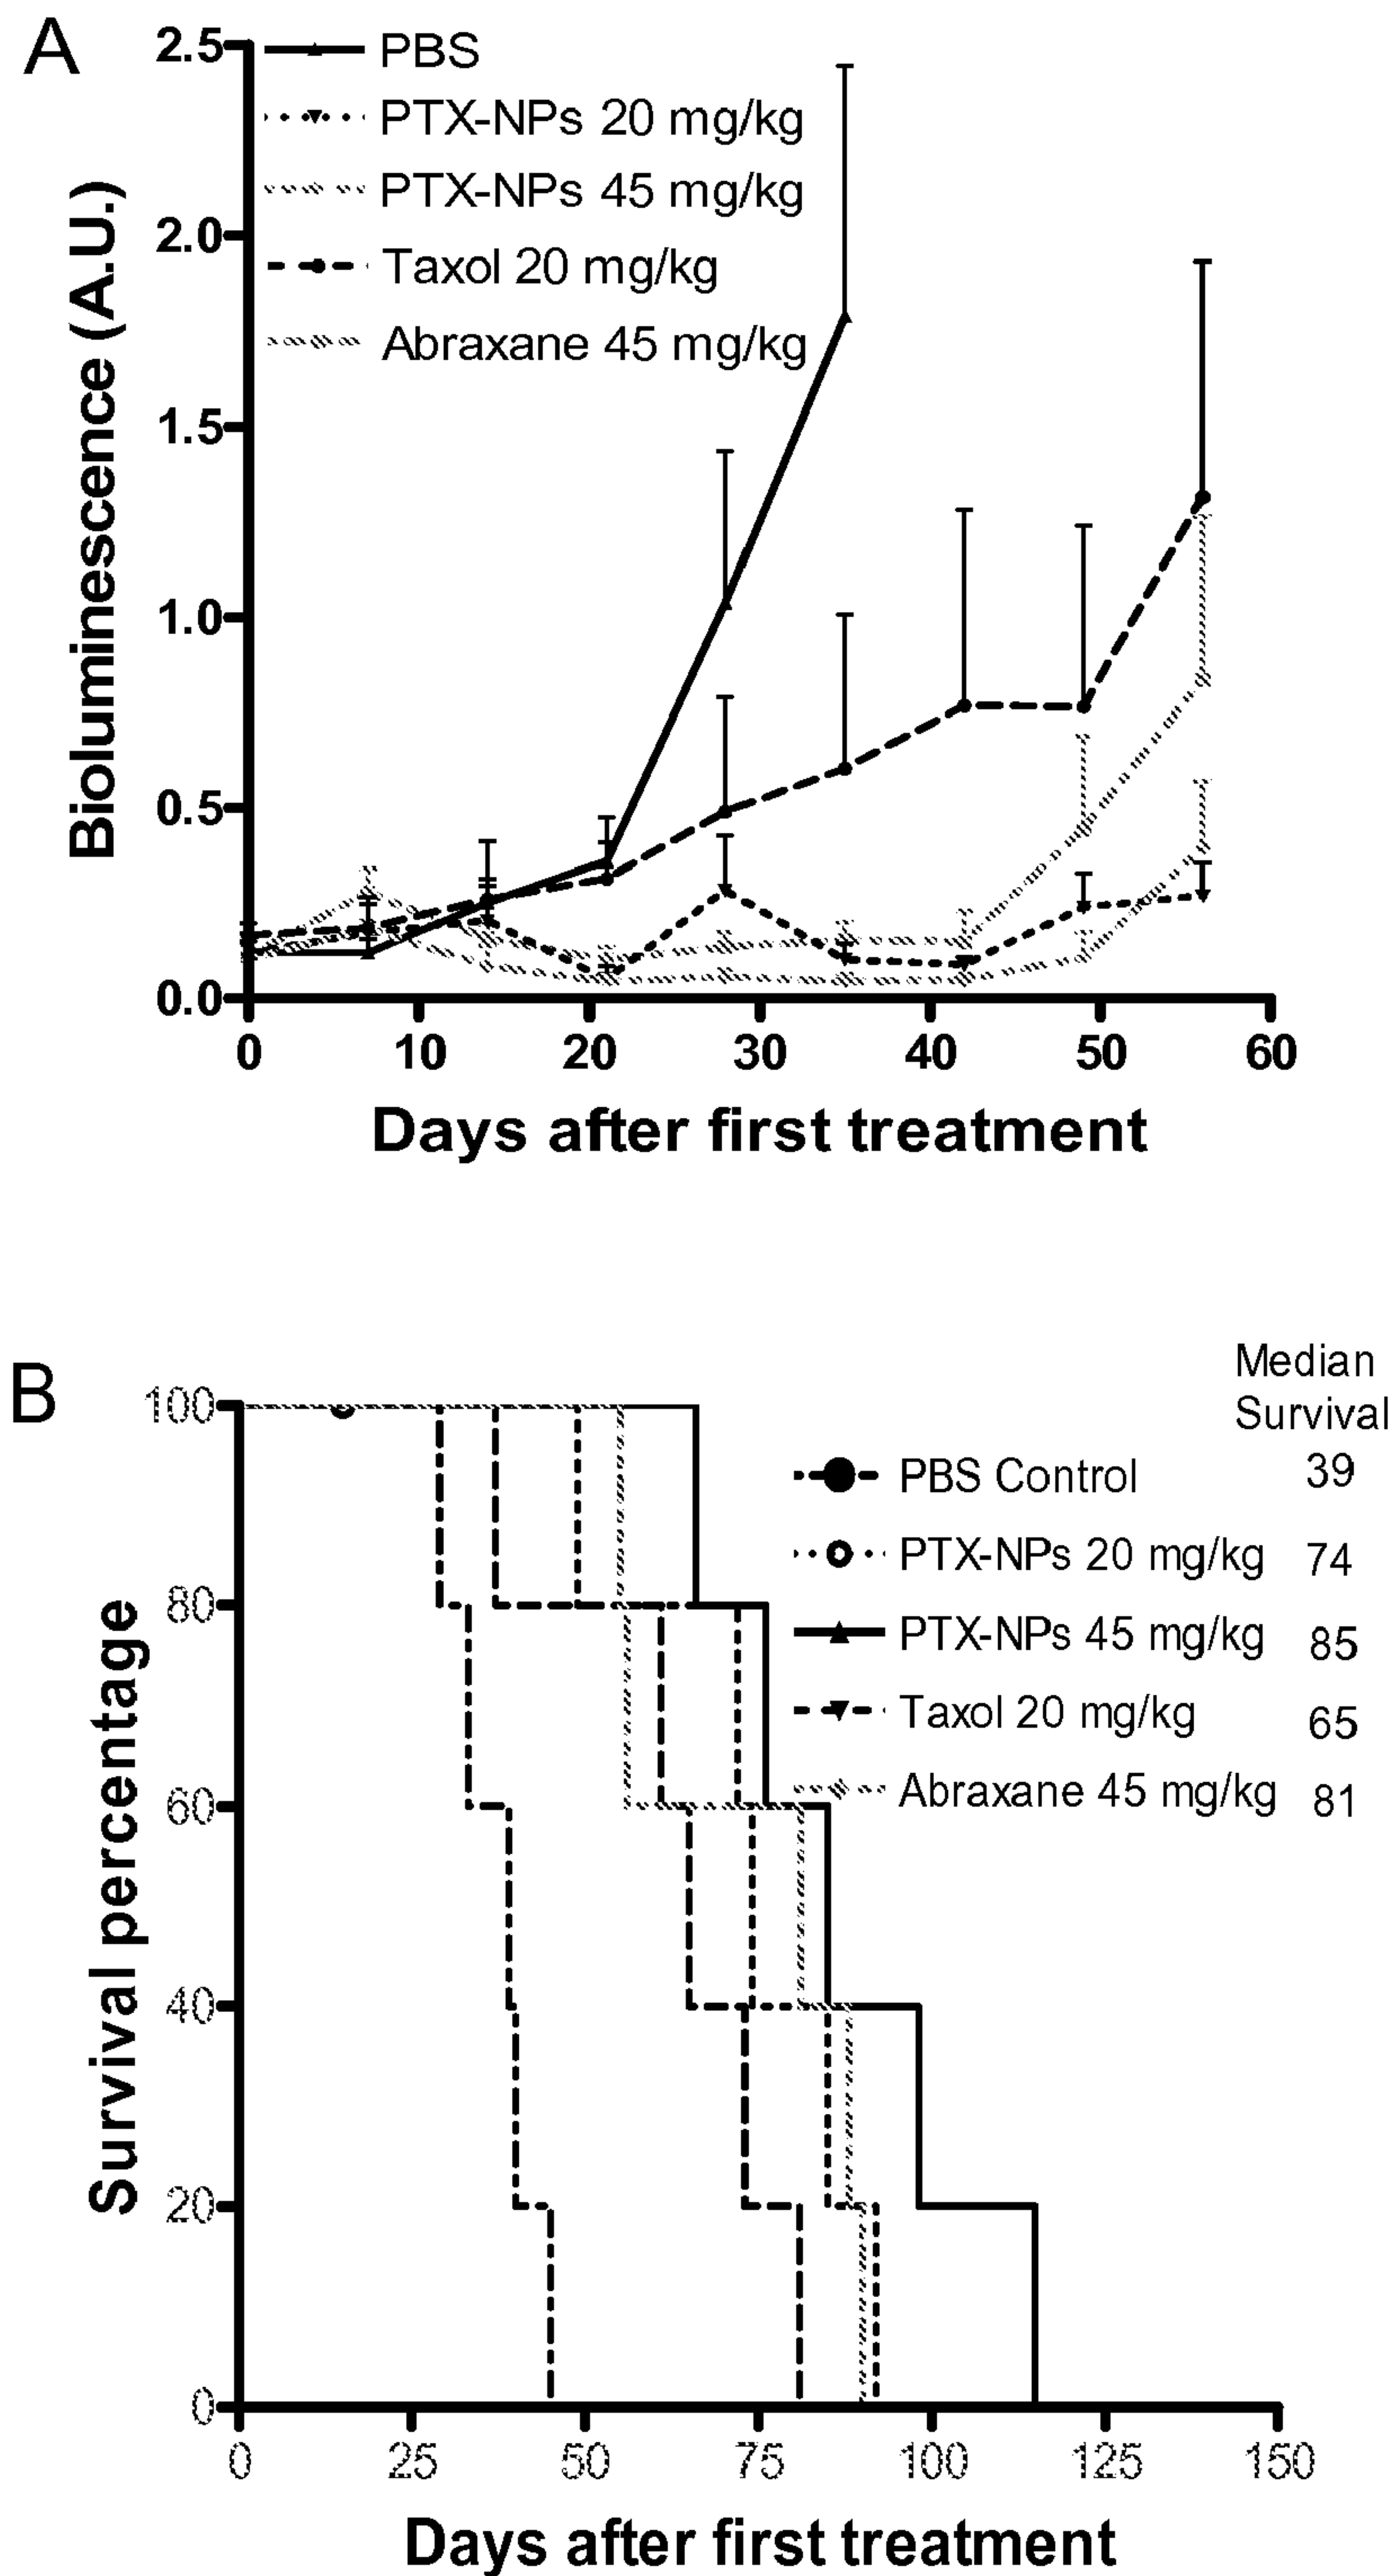 A
2.5
PBS
PTX-NPs 20 mg/kg
PTX-NPs 45 mg/kg
Taxol 20 mg/kg
Abraxane 45 mg/kg
2.0
1.5
1.0
0.5
0.0
Bioluminescence (A.U.)
0 10 20 30 40 50 60
Days after first treatment
B
Median
Survival
PBS Control 39
PTX-NPs 20 mg/kg 74
PTX-NPs 45 mg/kg 85
Taxol 20 mg/kg 65
Abraxane 45 mg/kg 81
100
80
60
40
20
0
Survival percentage
0 25 50 75 100 125 150
Days after first treatment